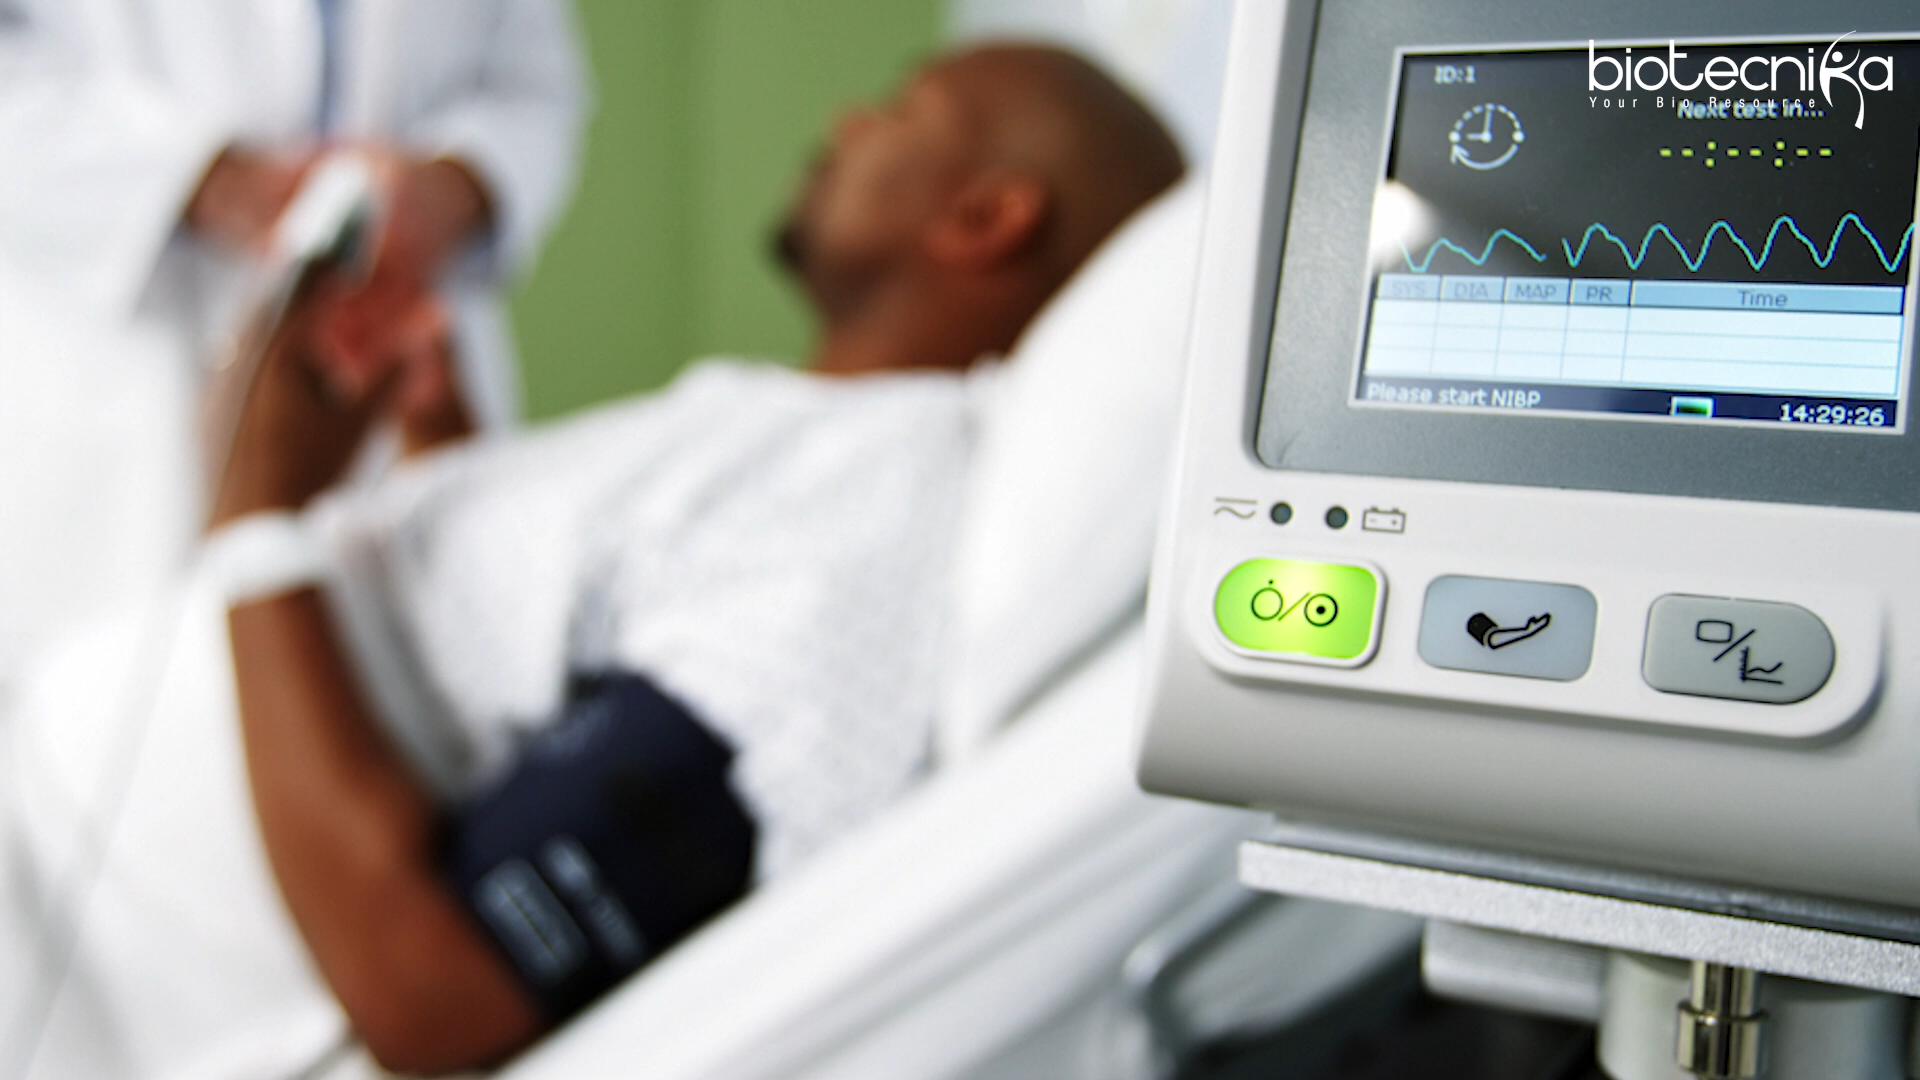 ID:1
biotecnika
Your Bio Resource
Next test in...
--:--:--
SYS DIA MAP PR Time
Please start NIBP
14:29:26